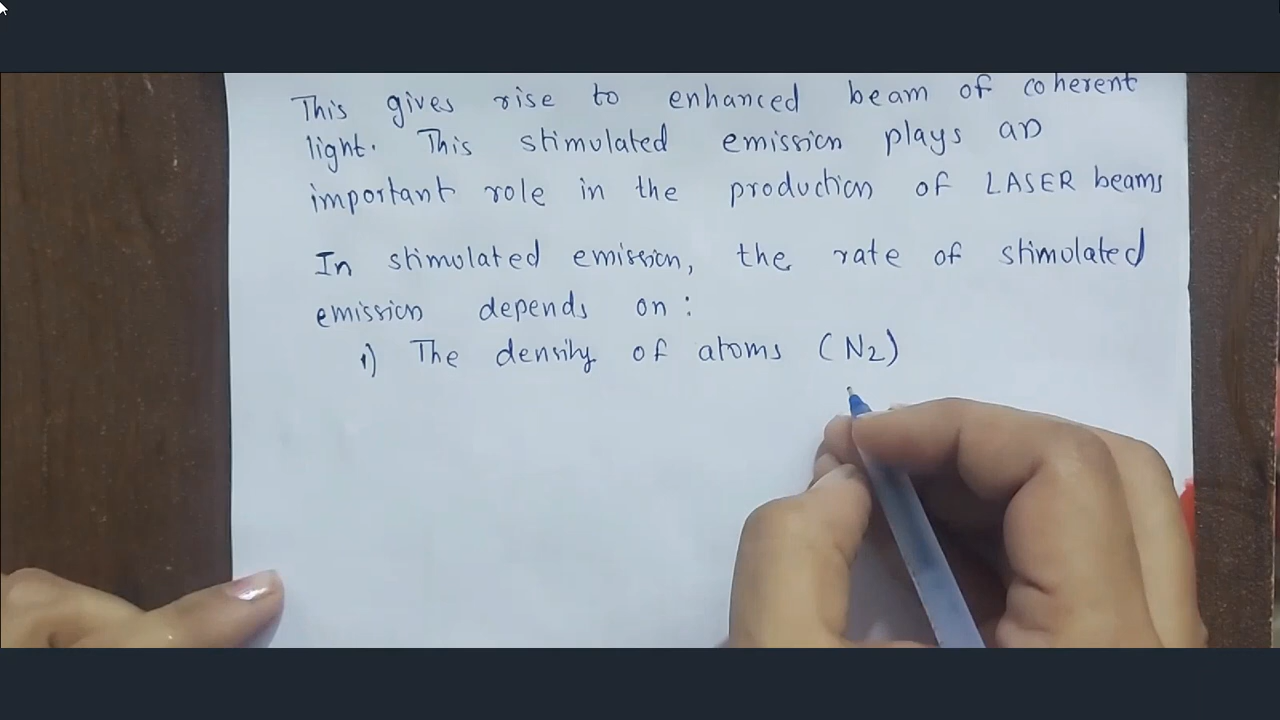 This gives rise to enhanced beam of coherent
light. This stimulated emission plays an
important role in the production of LASER beams
In stimulated emission, the rate of stimulated
emission depends on :
1) The density of atoms (N2)